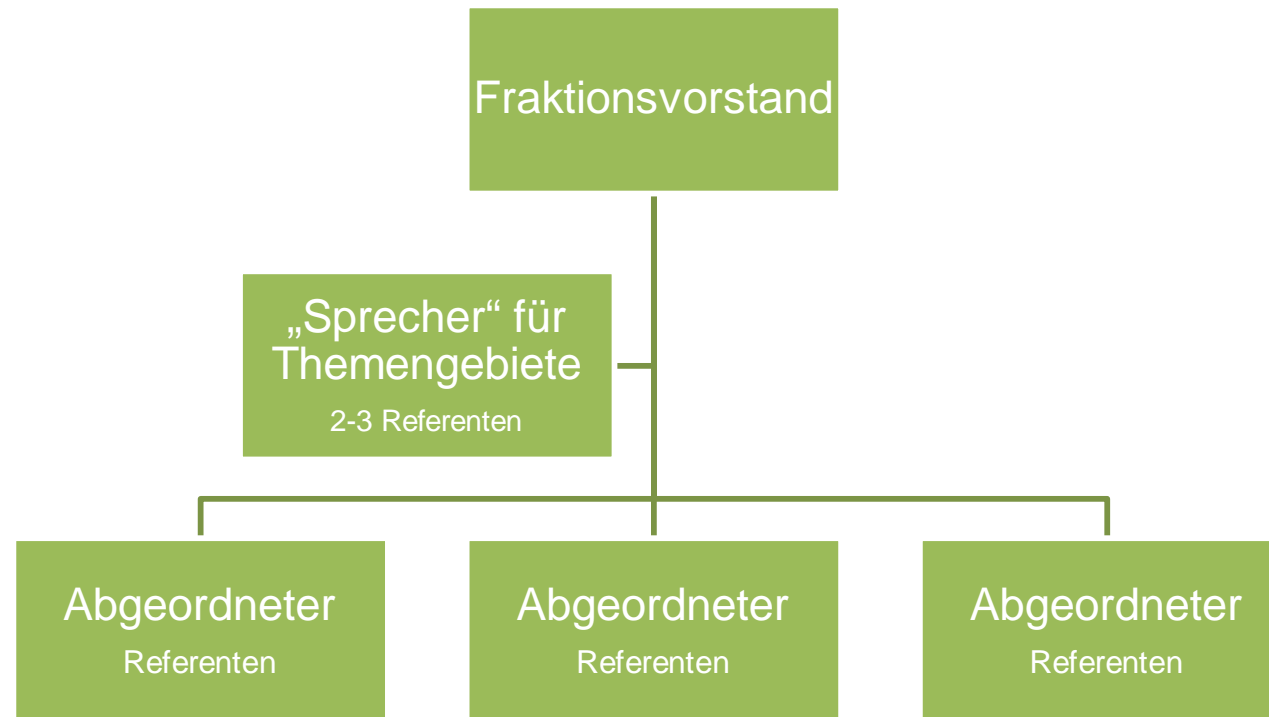 Fraktionsvorstand
„Sprecher“ für
Themengebiete
2-3 Referenten
Abgeordneter
Referenten
Abgeordneter
Referenten
Abgeordneter
Referenten